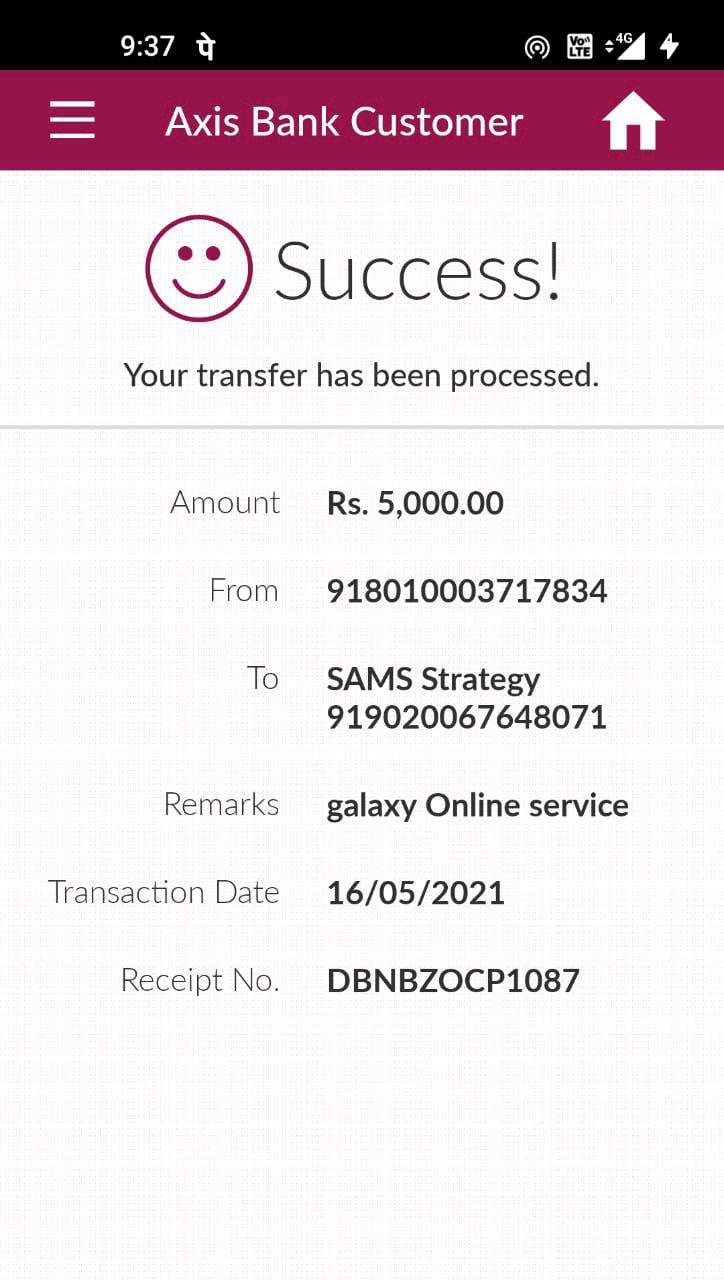 9:37 पे Vo)) LTE 4G
Axis Bank Customer
Success!
Your transfer has been processed.
Amount Rs. 5,000.00
From 918010003717834
To SAMS Strategy
919020067648071
Remarks galaxy Online service
Transaction Date 16/05/2021
Receipt No. DBNBZOCP1087